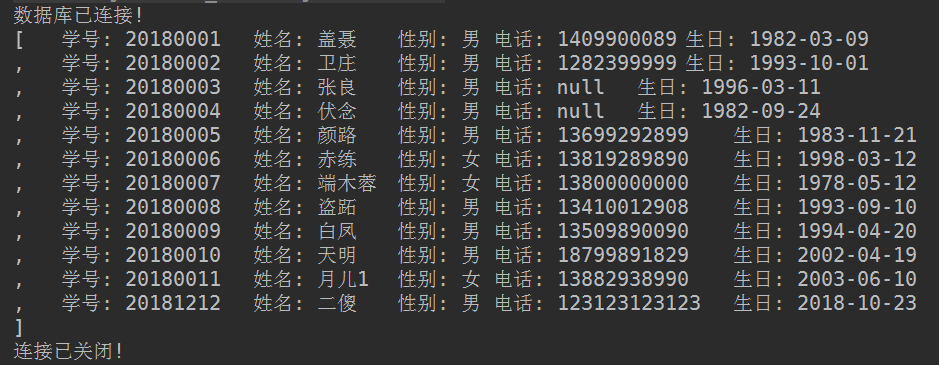 数据库已连接!
[	学号: 20180001	姓名: 盖聂	性别: 男	电话: 1409900089	生日: 1982-03-09
,	学号: 20180002	姓名: 卫庄	性别: 男	电话: 1282399999	生日: 1993-10-01
,	学号: 20180003	姓名: 张良	性别: 男	电话: null	生日: 1996-03-11
,	学号: 20180004	姓名: 伏念	性别: 男	电话: null	生日: 1982-09-24
,	学号: 20180005	姓名: 颜路	性别: 男	电话: 13699292899	生日: 1983-11-21
,	学号: 20180006	姓名: 赤练	性别: 女	电话: 13819289890	生日: 1998-03-12
,	学号: 20180007	姓名: 端木蓉	性别: 女	电话: 13800000000	生日: 1978-05-12
,	学号: 20180008	姓名: 盗跖	性别: 男	电话: 13410012908	生日: 1993-09-10
,	学号: 20180009	姓名: 白凤	性别: 男	电话: 13509890090	生日: 1994-04-20
,	学号: 20180010	姓名: 天明	性别: 男	电话: 18799891829	生日: 2002-04-19
,	学号: 20180011	姓名: 月儿1	性别: 女	电话: 13882938990	生日: 2003-06-10
,	学号: 20181212	姓名: 二傻	性别: 男	电话: 123123123123	生日: 2018-10-23
]
连接已关闭!